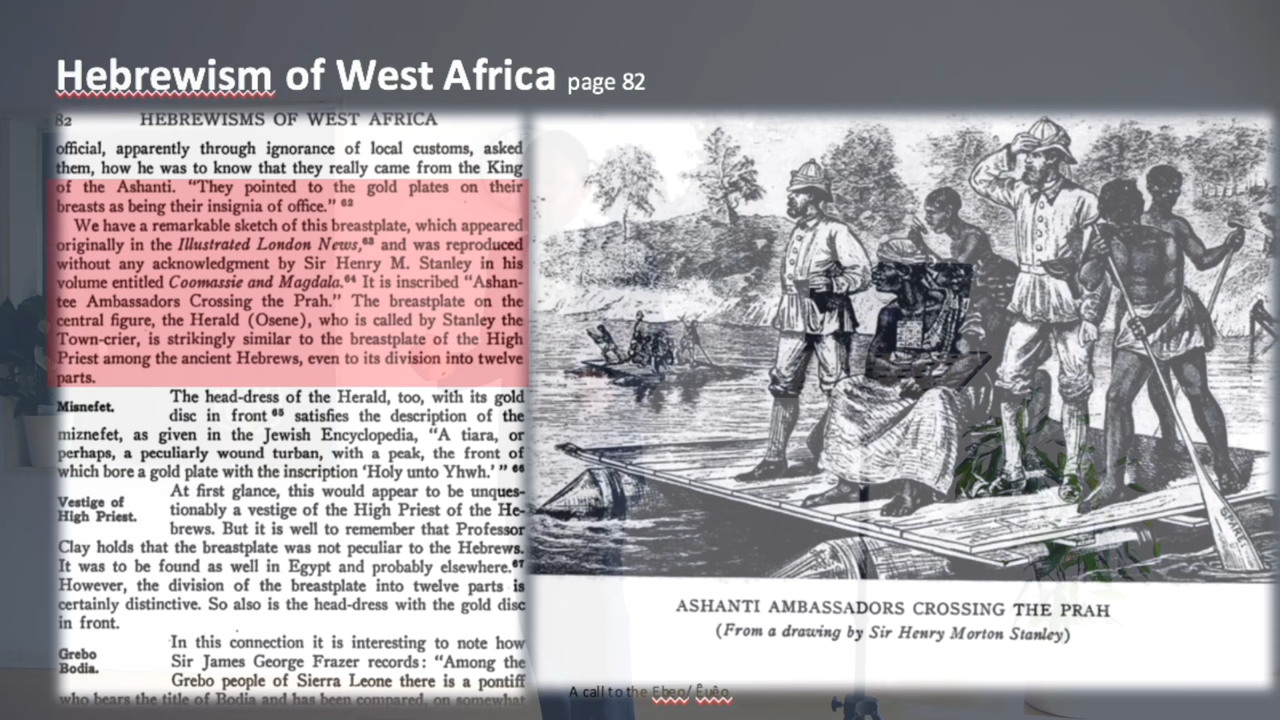 Hebrewism of West Africa page 82
82 HEBREWISMS OF WEST AFRICA
official, apparently through ignorance of local customs, asked
them, how he was to know that they really came from the King
of the Ashanti. "They pointed to the gold plates on their
breasts as being their insignia of office." 62
We have a remarkable sketch of this breastplate, which appeared
originally in the Illustrated London News,63 and was reproduced
without any acknowledgment by Sir Henry M. Stanley in his
volume entitled Coomassie and Magdala.64 It is inscribed "Ashan-
tee Ambassadors Crossing the Prah." The breastplate on the
central figure, the Herald (Osene), who is called by Stanley the
Town-crier, is strikingly similar to the breastplate of the High
Priest among the ancient Hebrews, even to its division into twelve
parts.
Misnefet.
The head-dress of the Herald, too, with its gold
disc in front 65 satisfies the description of the
miznefet, as given in the Jewish Encyclopedia, "A tiara, or
perhaps, a peculiarly wound turban, with a peak, the front of
which bore a gold plate with the inscription 'Holy unto Yhwh.' " 66
Vestige of
High Priest.
At first glance, this would appear to be unques-
tionably a vestige of the High Priest of the He-
brews. But it is well to remember that Professor
Clay holds that the breastplate was not peculiar to the Hebrews.
It was to be found as well in Egypt and probably elsewhere.67
However, the division of the breastplate into twelve parts is
certainly distinctive. So also is the head-dress with the gold disc
in front.
Grebo
Bodia.
In this connection it is interesting to note how
Sir James George Frazer records: "Among the
Grebo people of Sierra Leone there is a pontiff
who bears the title of Bodia and has been compared, on somewhat
ASHANTI AMBASSADORS CROSSING THE PRAH
(From a drawing by Sir Henry Morton Stanley)
A call to the